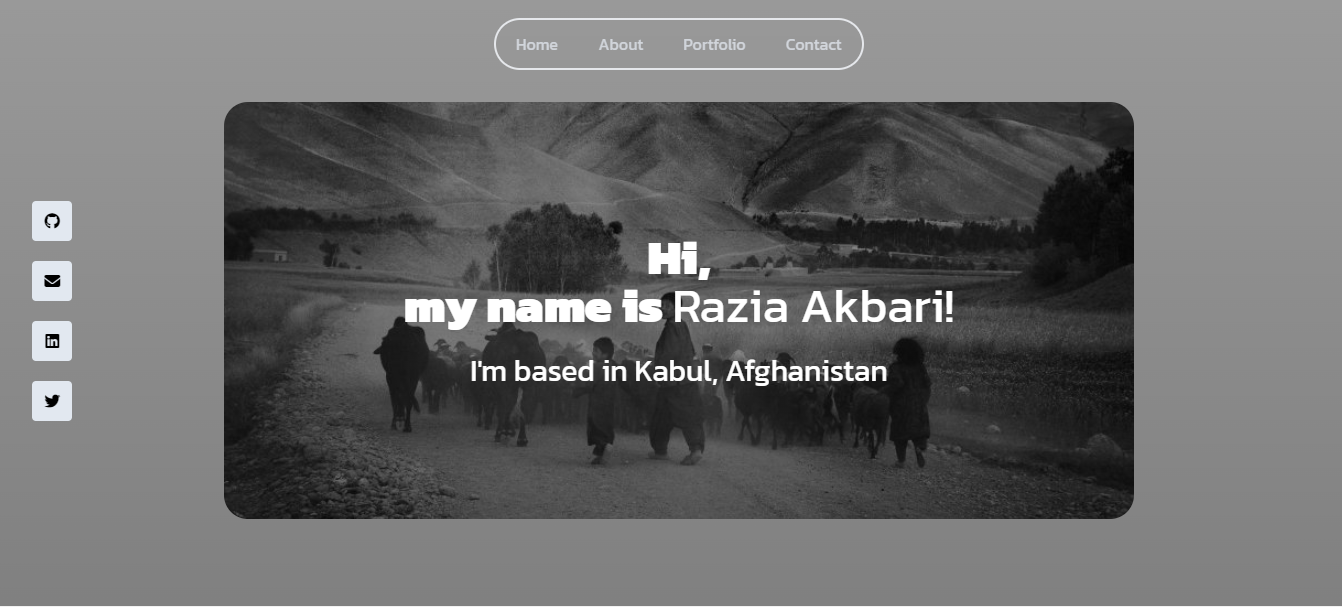 Home
About
Portfolio
Contact
Hi,
my name is Razia Akbari!
I'm based in Kabul, Afghanistan